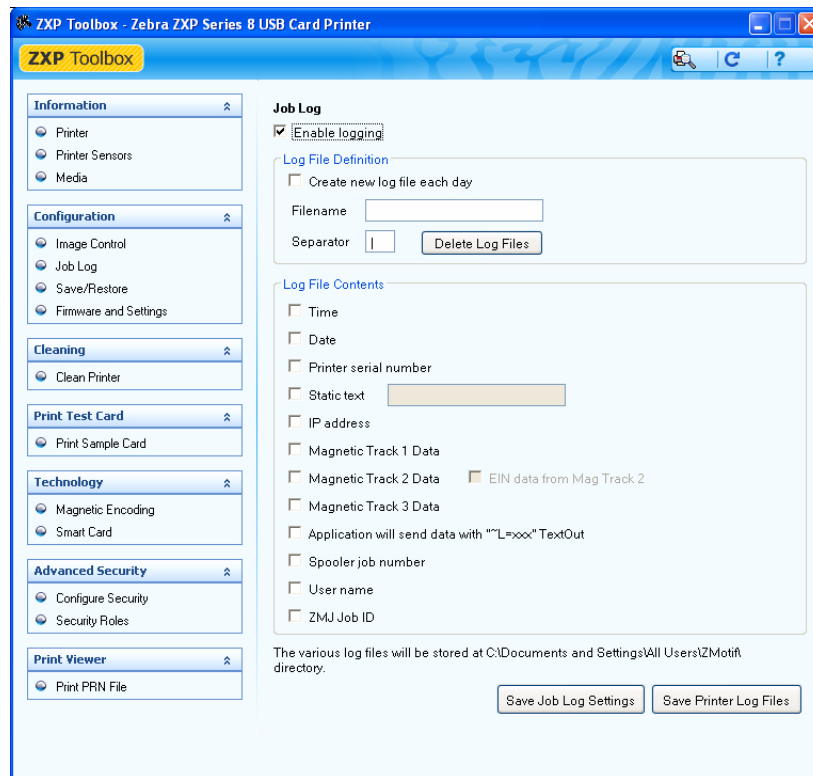 ZXP Toolbox - Zebra ZXP Series 8 USB Card Printer
ZXP Toolbox
?
Information
Printer
Printer Sensors
Media
Configuration
Image Control
Job Log
Save/Restore
Firmware and Settings
Cleaning
Clean Printer
Print Test Card
Print Sample Card
Technology
Magnetic Encoding
Smart Card
Advanced Security
Configure Security
Security Roles
Print Viewer
Print PRN File
Job Log
Enable logging
Log File Definition
Create new log file each day
Filename
Separator | Delete Log Files
Log File Contents
Time
Date
Printer serial number
Static text
IP address
Magnetic Track 1 Data
Magnetic Track 2 Data EIN data from Mag Track 2
Magnetic Track 3 Data
Application will send data with "~L=xxx" TextOut
Spooler job number
User name
ZMJ Job ID
The various log files will be stored at C:\Documents and Settings\All Users\ZMotif\
directory.
Save Job Log Settings Save Printer Log Files